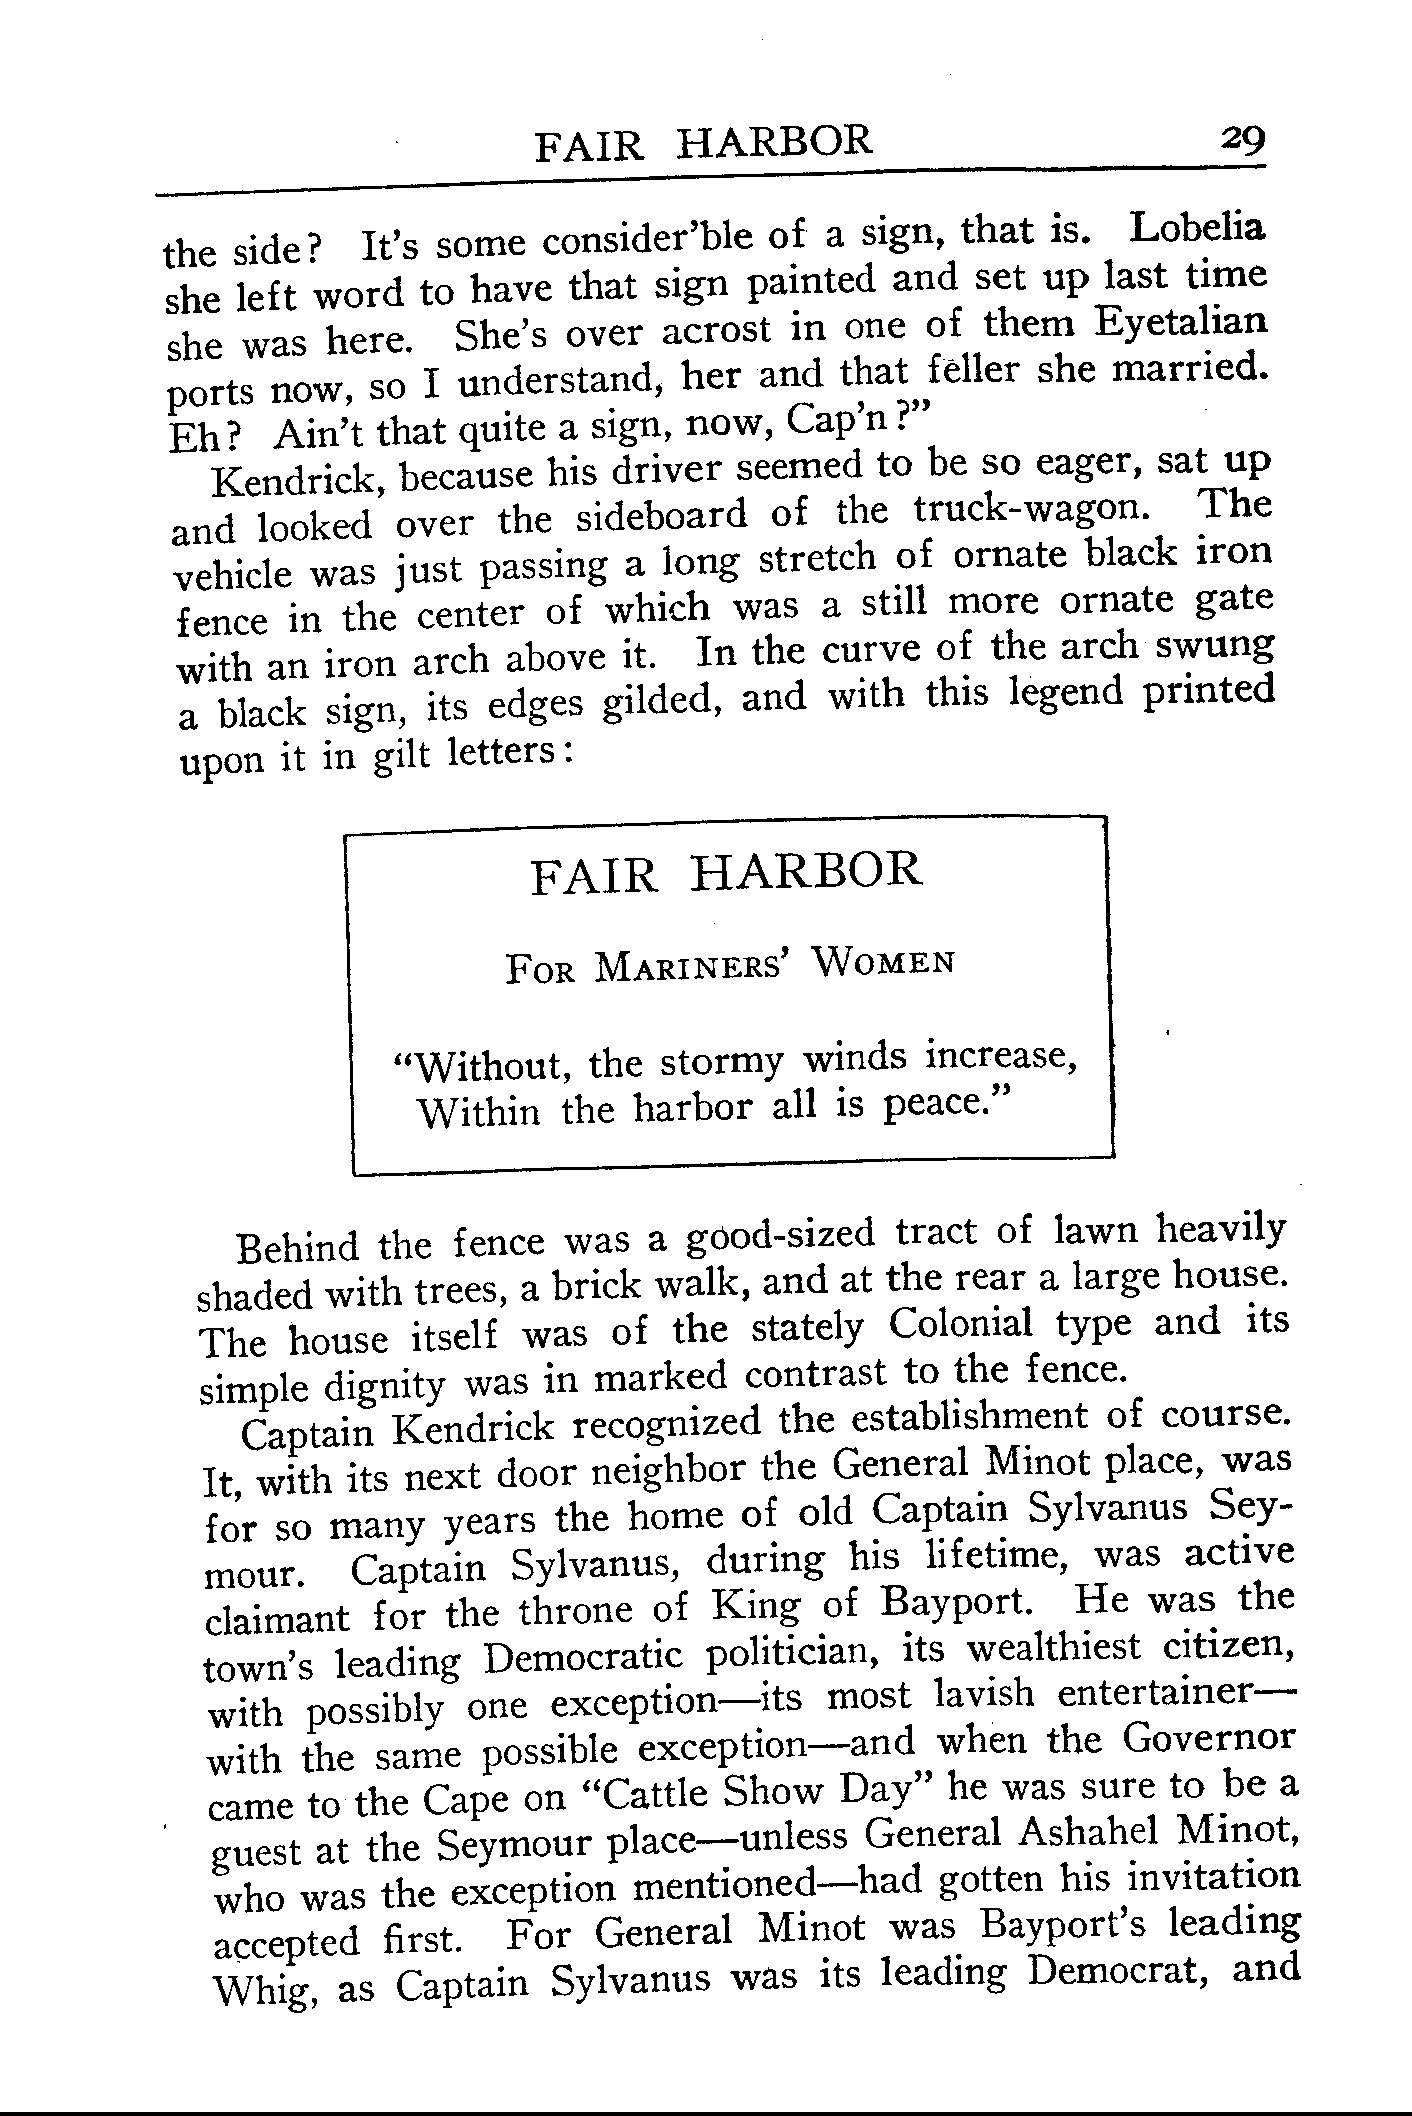 FAIR HARBOR 29
the side? It's some consider'ble of a sign, that is. Lobelia
she left word to have that sign painted and set up last time
she was here. She's over acrost in one of them Eyetalian
ports now, so I understand, her and that feller she married.
Eh? Ain't that quite a sign, now, Cap'n?”
Kendrick, because his driver seemed to be so eager, sat up
and looked over the sideboard of the truck-wagon. The
vehicle was just passing a long stretch of ornate black iron
fence in the center of which was a still more ornate gate
with an iron arch above it. In the curve of the arch swung
a black sign, its edges gilded, and with this legend printed
upon it in gilt letters:
FAIR HARBOR
For Mariners' Women
“Without, the stormy winds increase,
Within the harbor all is peace.”
Behind the fence was a good-sized tract of lawn heavily
shaded with trees, a brick walk, and at the rear a large house.
The house itself was of the stately Colonial type and its
simple dignity was in marked contrast to the fence.
Captain Kendrick recognized the establishment of course.
It, with its next door neighbor the General Minot place, was
for so many years the home of old Captain Sylvanus Sey-
mour. Captain Sylvanus, during his lifetime, was active
claimant for the throne of King of Bayport. He was the
town's leading Democratic politician, its wealthiest citizen,
with possibly one exception—its most lavish entertainer—
with the same possible exception—and when the Governor
came to the Cape on “Cattle Show Day” he was sure to be a
guest at the Seymour place—unless General Ashahel Minot,
who was the exception mentioned—had gotten his invitation
accepted first. For General Minot was Bayport's leading
Whig, as Captain Sylvanus was its leading Democrat, and